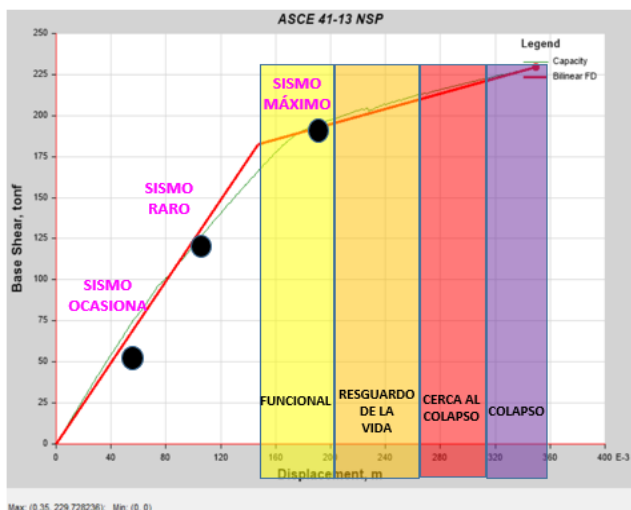 ASCE 41-13 NSP
Legend
Capacity
Bilinear FD
250
225
200
175
150
125
100
75
50
25
0
Base Shear, tonf
SISMO
MÁXIMO
SISMO
RARO
SISMO
OCASIONA
FUNCIONAL
RESGUARDO
DE LA
VIDA
CERCA AL
COLAPSO
COLAPSO
0 40 80 120 160 200 240 280 320 360 400 E-3
Displacement, m
Max: (0.35, 229.728236); Min: (0, 0)